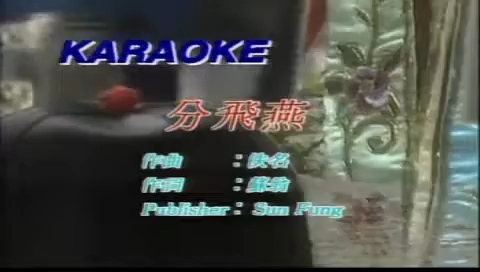 KARAOKE
分飛燕
作曲 : 佚名
作詞 : 蘇翁
Publisher : Sun Fung